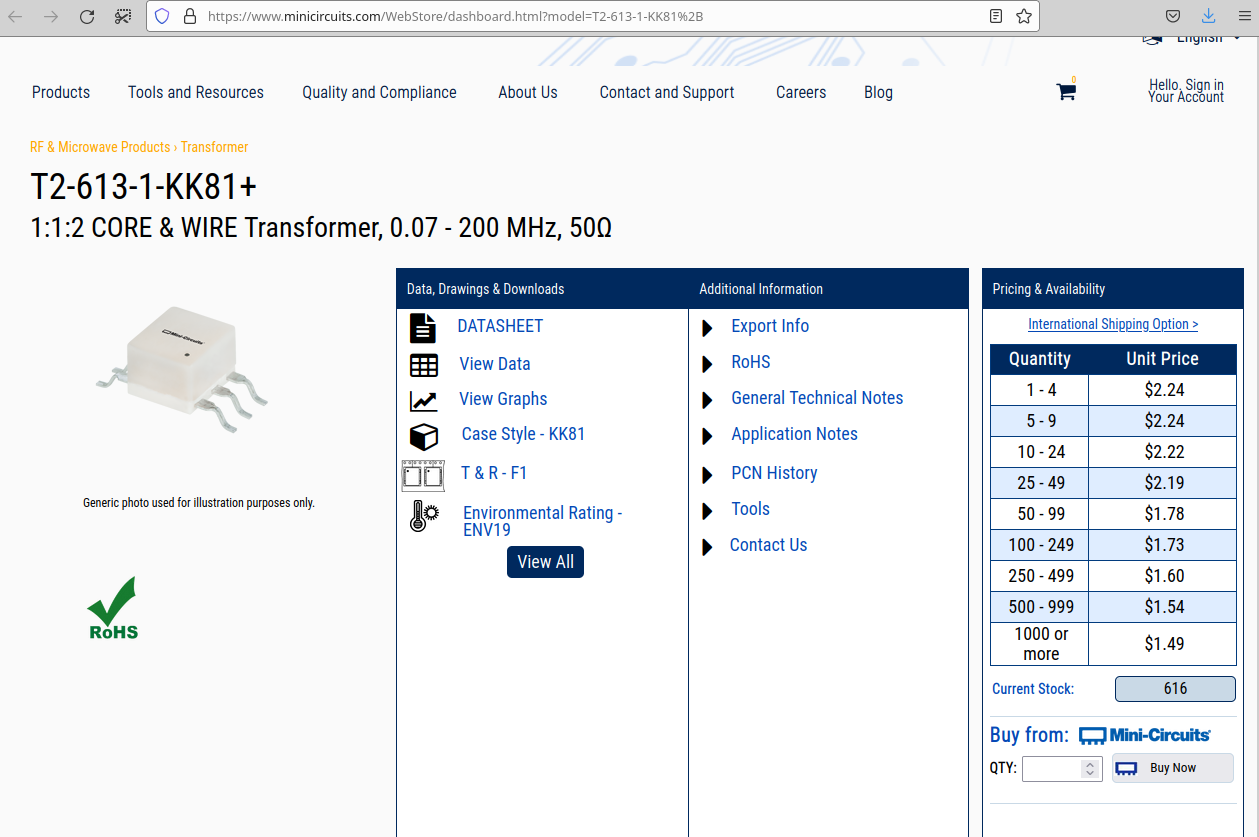 https://www.minicircuits.com/WebStore/dashboard.html?model=T2-613-1-KK81%2B
English
Products
Tools and Resources
Quality and Compliance
About Us
Contact and Support
Careers
Blog
0
Hello. Sign in
Your Account
RF & Microwave Products › Transformer
T2-613-1-KK81+
1:1:2 CORE & WIRE Transformer, 0.07 - 200 MHz, 50Ω
Mini-Circuits
Generic photo used for illustration purposes only.
RoHS
Data, Drawings & Downloads
DATASHEET
View Data
View Graphs
Case Style - KK81
T & R - F1
Environmental Rating -
ENV19
View All
Additional Information
Export Info
RoHS
General Technical Notes
Application Notes
PCN History
Tools
Contact Us
Pricing & Availability
International Shipping Option >
Quantity Unit Price
1 - 4 $2.24
5 - 9 $2.24
10 - 24 $2.22
25 - 49 $2.19
50 - 99 $1.78
100 - 249 $1.73
250 - 499 $1.60
500 - 999 $1.54
1000 or
more $1.49
Current Stock: 616
Buy from: Mini-Circuits
QTY: Buy Now